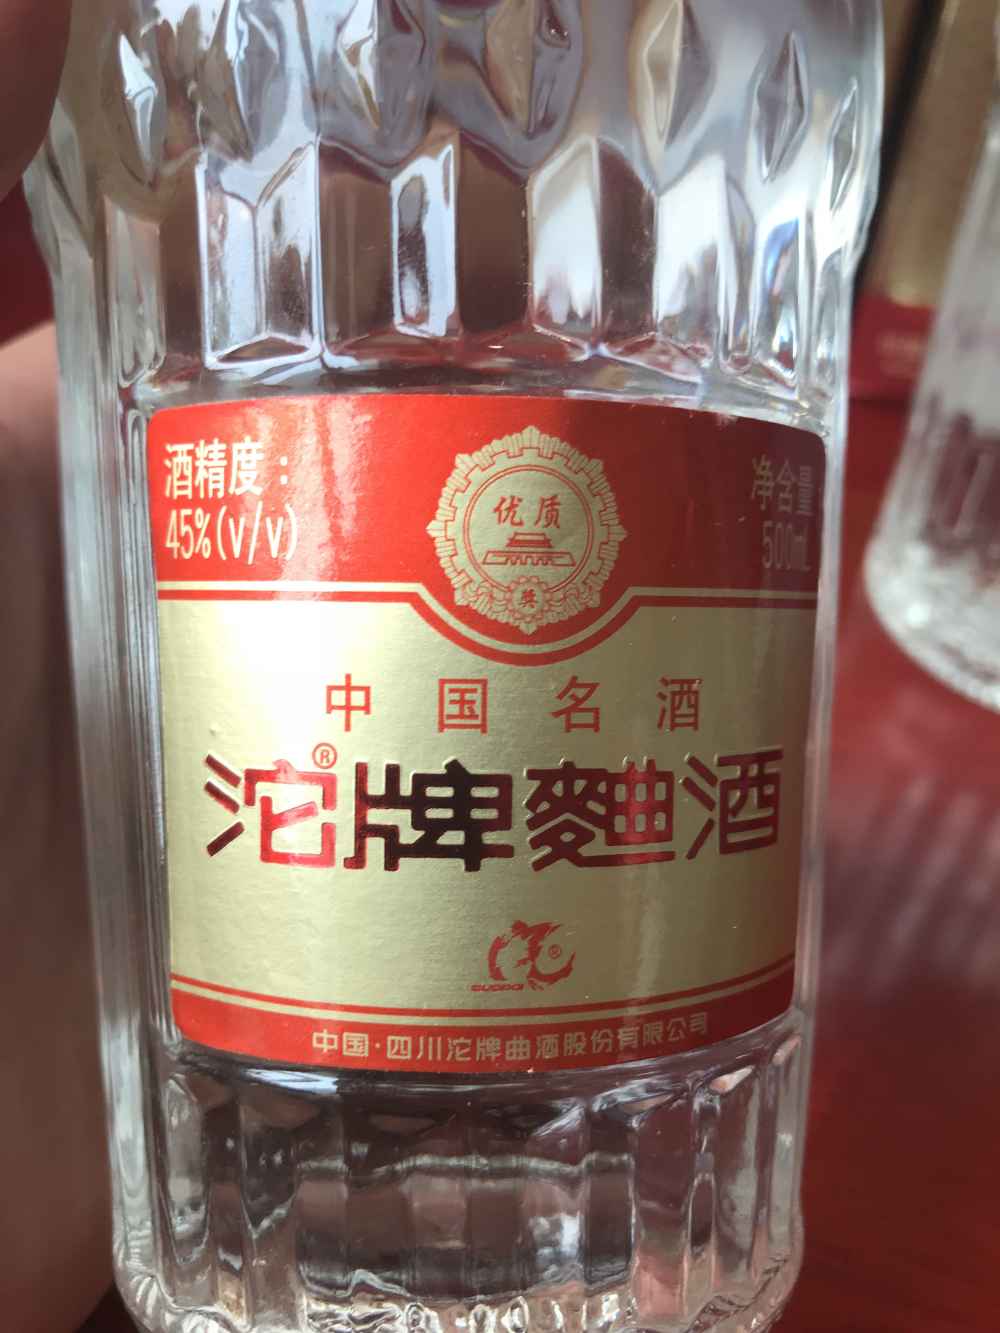 酒精度：
45%(v/v)
净含量
500mL
优质
奖
中国名酒
沱®牌麯酒
®
中国·四川沱牌曲酒股份有限公司